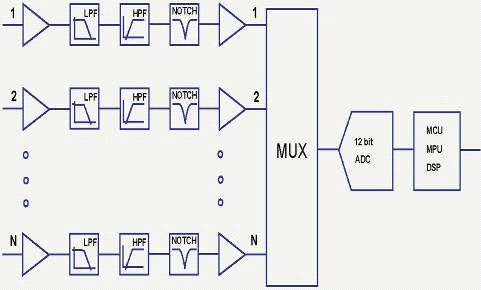 1 LPF HPF NOTCH 1
2 LPF HPF NOTCH 2
MUX
12 bit
ADC
MCU
MPU
DSP
N LPF HPF NOTCH N